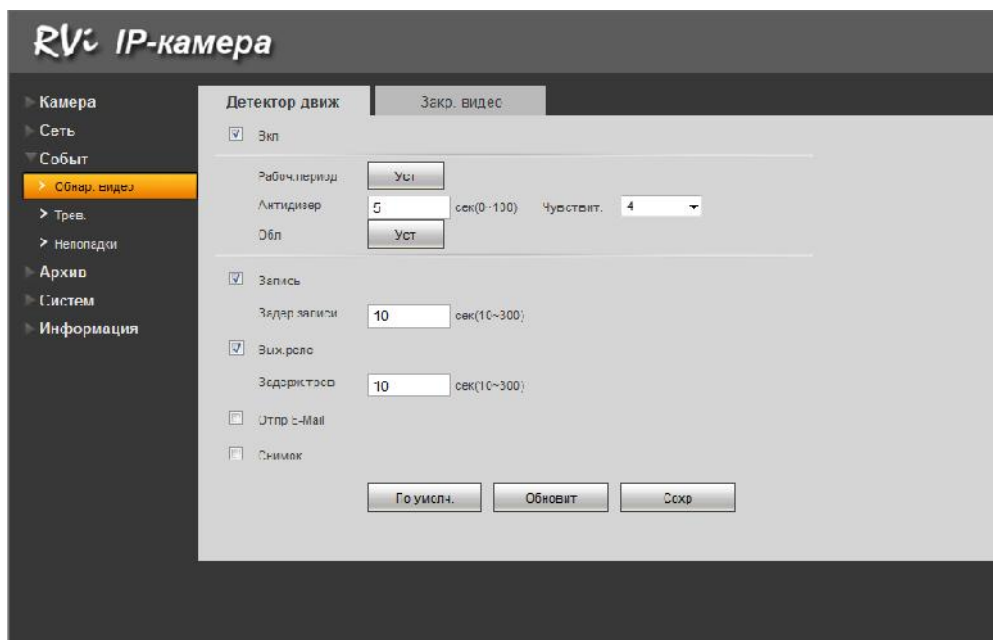 RVi IP-камера
Камера
Сеть
Событ
Обнар. видео
Трев.
Неполадки
Архив
Систем
Информация
Детектор движ
Закр. видео
Вкл
Рабоч.период
Уст
Антидизер
5
сек(0~100)
Чувствит.
4
Обл
Уст
Запись
Задер записи
10
сек(10~300)
Вых.реле
10
сек(10~300)
Отпр E-Mail
Снимок
По умолч.
Обновит
Сохр